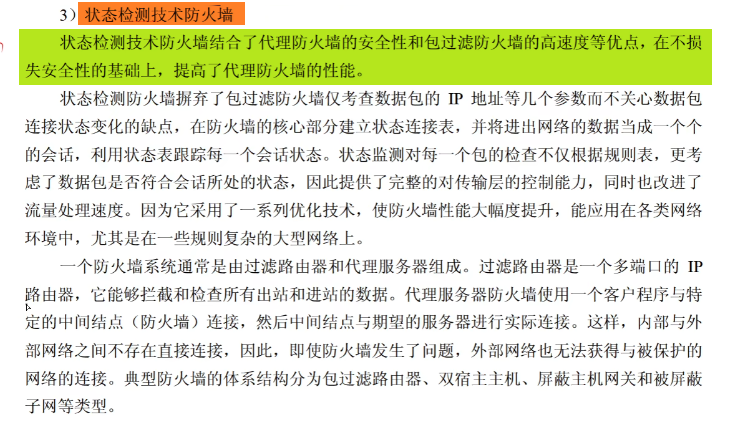 3）状态检测技术防火墙
状态检测技术防火墙结合了代理防火墙的安全性和包过滤防火墙的高速度等优点，在不损
失安全性的基础上，提高了代理防火墙的性能。
状态检测防火墙摒弃了包过滤防火墙仅考查数据包的 IP 地址等几个参数而不关心数据包
连接状态变化的缺点，在防火墙的核心部分建立状态连接表，并将进出网络的数据当成一个个
的会话，利用状态表跟踪每一个会话状态。状态监测对每一个包的检查不仅根据规则表，更考
虑了数据包是否符合会话所处的状态，因此提供了完整的对传输层的控制能力，同时也改进了
流量处理速度。因为它采用了一系列优化技术，使防火墙性能大幅度提升，能应用在各类网络
环境中，尤其是在一些规则复杂的大型网络上。
一个防火墙系统通常是由过滤路由器和代理服务器组成。过滤路由器是一个多端口的 IP
路由器，它能够拦截和检查所有出站和进站的数据。代理服务器防火墙使用一个客户程序与特
定的中间结点（防火墙）连接，然后中间结点与期望的服务器进行实际连接。这样，内部与外
部网络之间不存在直接连接，因此，即使防火墙发生了问题，外部网络也无法获得与被保护的
网络的连接。典型防火墙的体系结构分为包过滤路由器、双宿主主机、屏蔽主机网关和被屏蔽
子网等类型。